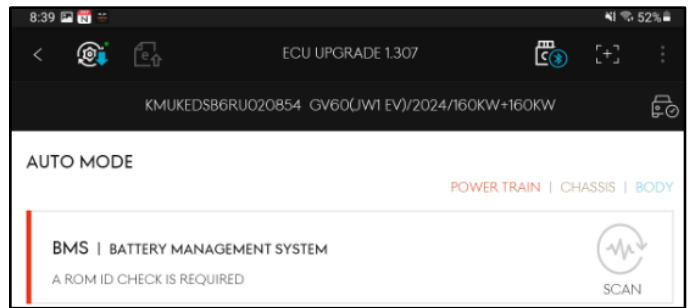 8:39 52%
ECU UPGRADE 1.307
KMUKEDSB6RU020854 GV60(JW1 EV)/2024/160KW+160KW
AUTO MODE
POWER TRAIN | CHASSIS | BODY
BMS | BATTERY MANAGEMENT SYSTEM
A ROM ID CHECK IS REQUIRED
SCAN